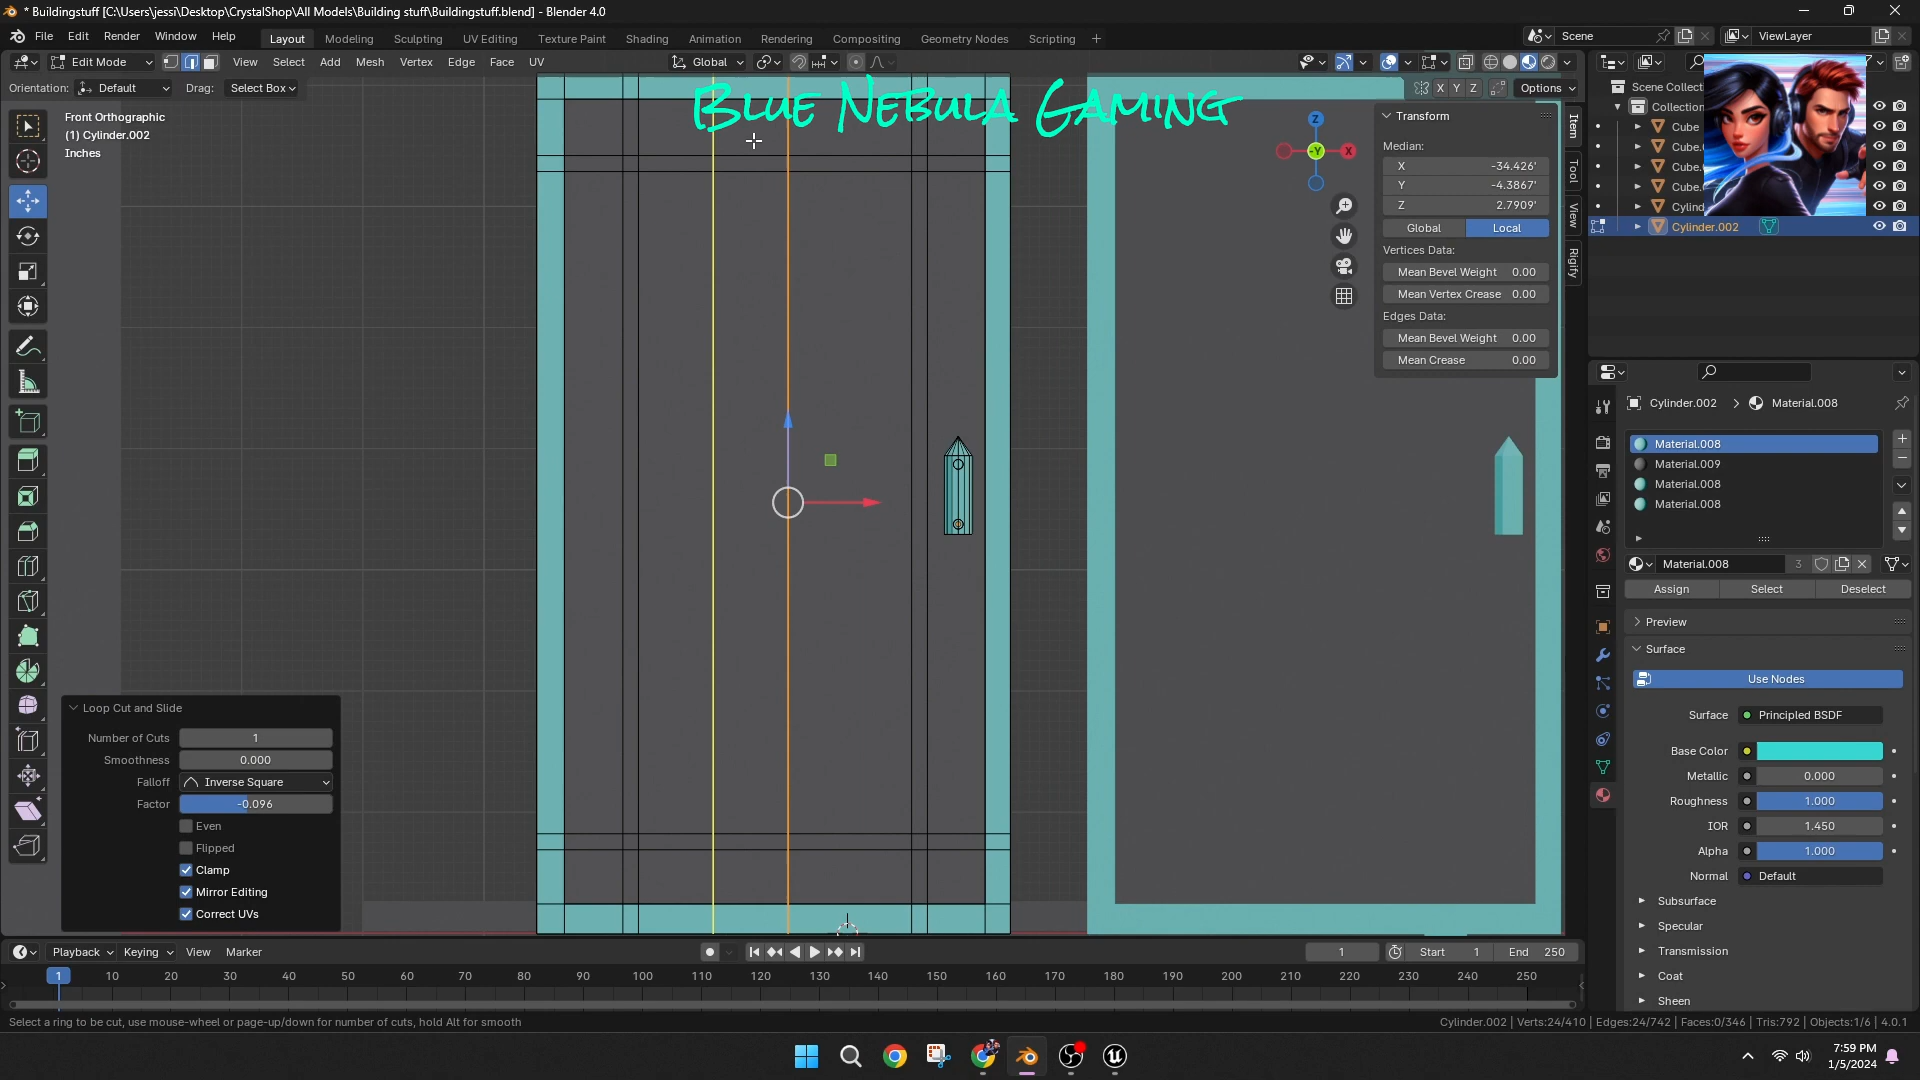 * Buildingstuff [C:\Users\jessi\Desktop\CrystalShop\All Models\Building stuff\Buildingstuff.blend] - Blender 4.0
File Edit Render Window Help Layout Modeling Sculpting UV Editing Texture Paint Shading Animation Rendering Compositing Geometry Nodes Scripting + Scene ViewLayer
Edit Mode View Select Add Mesh Vertex Edge Face UV Global
Orientation: Default Drag: Select Box X Y Z Options
Blue Nebula Gaming
Front Orthographic
(1) Cylinder.002
Inches
Z
-Y
X
Transform
Median:
X -34.426'
Y -4.3867'
Z 2.7909'
Global Local
Vertices Data:
Mean Bevel Weight 0.00
Mean Vertex Crease 0.00
Edges Data:
Mean Bevel Weight 0.00
Mean Crease 0.00
Item
Tool
View
Rigify
Scene Collect
Collection
Cube
Cube.
Cube.
Cube.
Cylind
Cylinder.002
Cylinder.002 > Material.008
Material.008
Material.009
Material.008
Material.008
Material.008 3
Assign Select Deselect
Preview
Surface
Use Nodes
Surface Principled BSDF
Base Color
Metallic 0.000
Roughness 1.000
IOR 1.450
Alpha 1.000
Normal Default
Subsurface
Specular
Transmission
Coat
Sheen
Loop Cut and Slide
Number of Cuts 1
Smoothness 0.000
Falloff Inverse Square
Factor -0.096
Even
Flipped
Clamp
Mirror Editing
Correct UVs
Playback Keying View Marker 1 Start 1 End 250
1 10 20 30 40 50 60 70 80 90 100 110 120 130 140 150 160 170 180 190 200 210 220 230 240 250
Select a ring to be cut, use mouse-wheel or page-up/down for number of cuts, hold Alt for smooth
Cylinder.002 | Verts:24/410 | Edges:24/742 | Faces:0/346 | Tris:792 | Objects:1/6 | 4.0.1
7:59 PM
1/5/2024